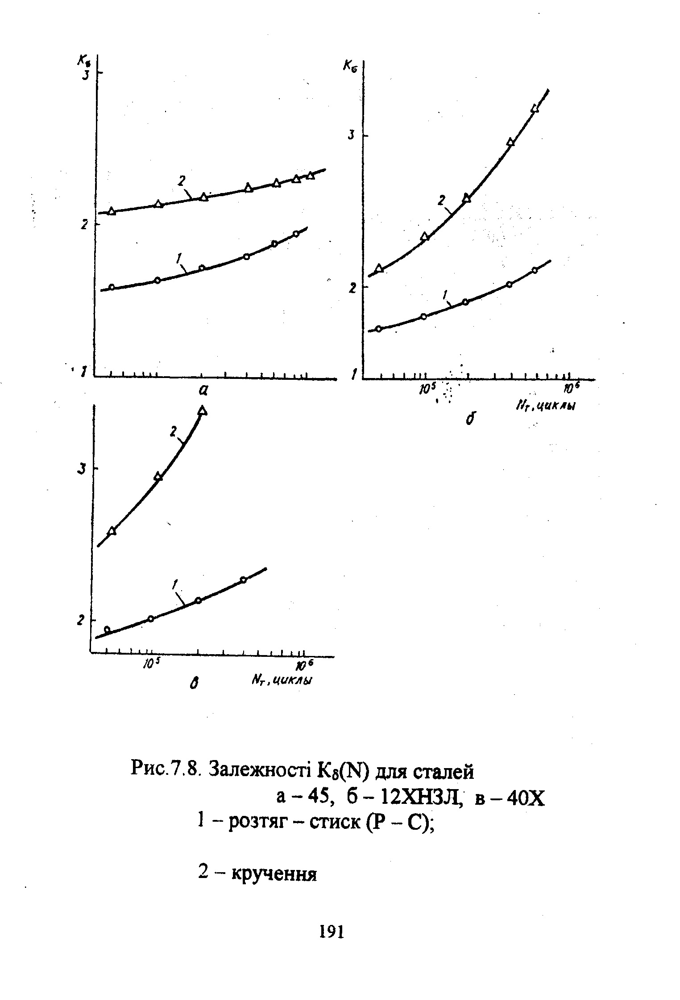 Kσ
3
2
1
2
1
а
Kσ
3
2
1
2
1
10⁵
10⁶
Nт, циклы
б
3
2
2
1
10⁵
10⁶
Nт, циклы
в
Рис.7.8. Залежності Kδ(N) для сталей
а – 45, б – 12ХНЗЛ, в – 40Х
1 – розтяг – стиск (Р – С);
2 – кручення
191